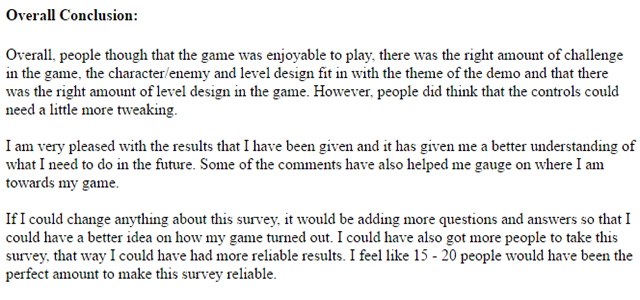 Overall Conclusion:
Overall, people though that the game was enjoyable to play, there was the right amount of challenge
in the game, the character/enemy and level design fit in with the theme of the demo and that there
was the right amount of level design in the game. However, people did think that the controls could
need a little more tweaking.
I am very pleased with the results that I have been given and it has given me a better understanding of
what I need to do in the future. Some of the comments have also helped me gauge on where I am
towards my game.
If I could change anything about this survey, it would be adding more questions and answers so that I
could have a better idea on how my game turned out. I could have also got more people to take this
survey, that way I could have had more reliable results. I feel like 15 - 20 people would have been the
perfect amount to make this survey reliable.